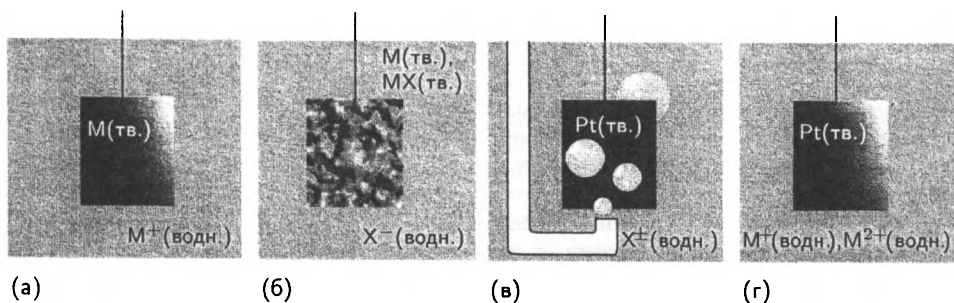 M(тв.)
M⁺(водн.)
M(тв.),
MX(тв.)
X⁻(водн.)
Pt(тв.)
X±(водн.)
Pt(тв.)
M⁺(водн.),M²⁺(водн.)
(а) (б) (в) (г)